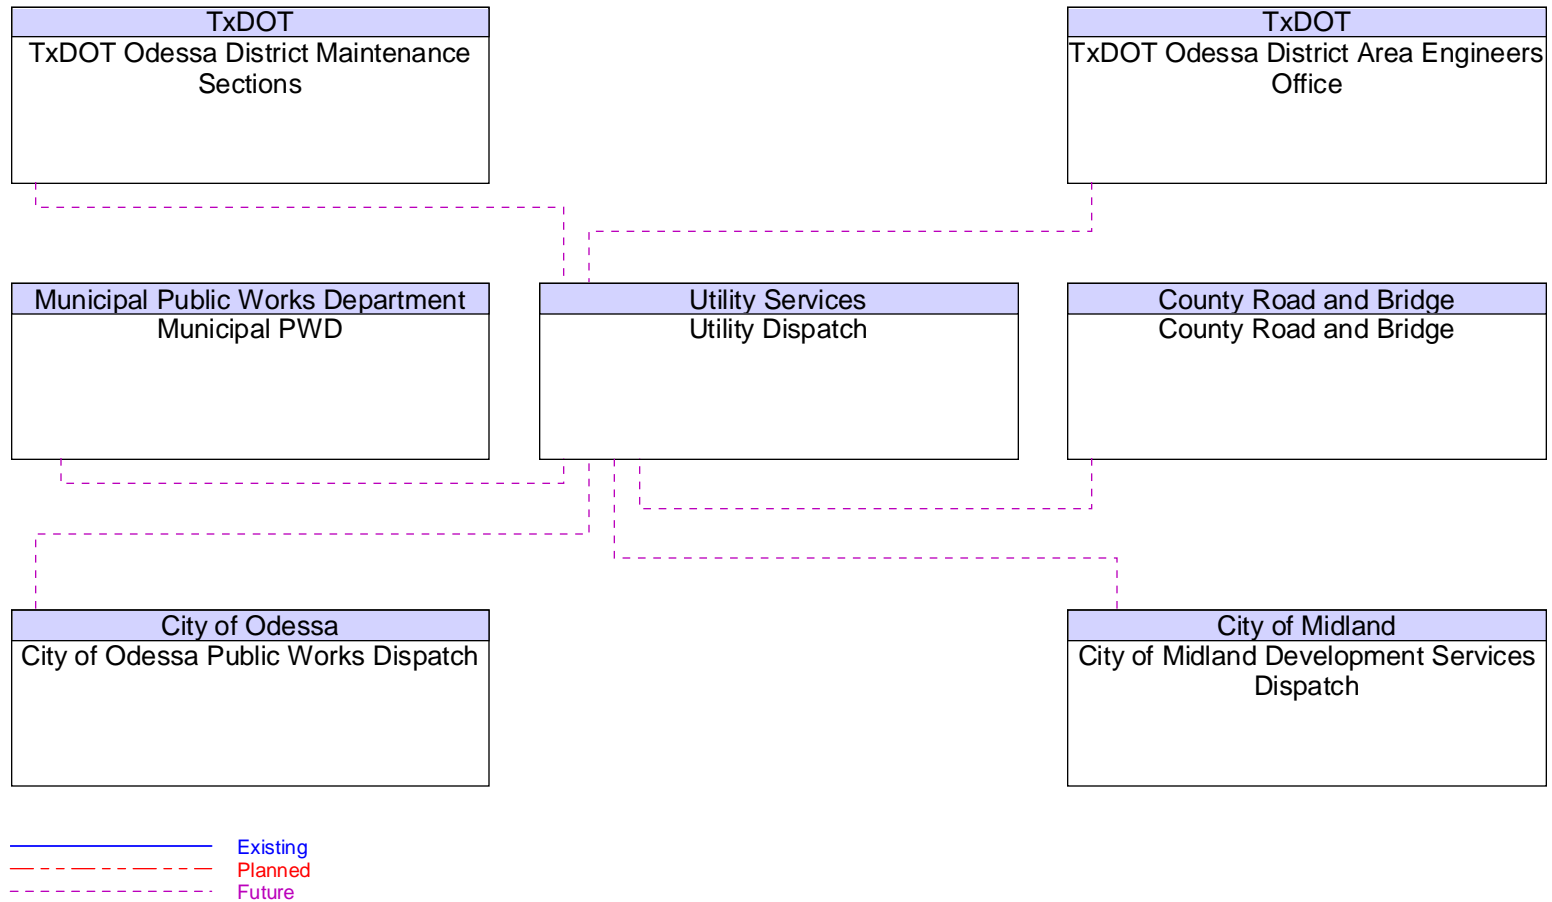 TxDOT
TxDOT Odessa District Maintenance
Sections
TxDOT
TxDOT Odessa District Area Engineers
Office
Municipal Public Works Department
Municipal PWD
Utility Services
Utility Dispatch
County Road and Bridge
County Road and Bridge
City of Odessa
City of Odessa Public Works Dispatch
City of Midland
City of Midland Development Services
Dispatch
Existing
Planned
Future